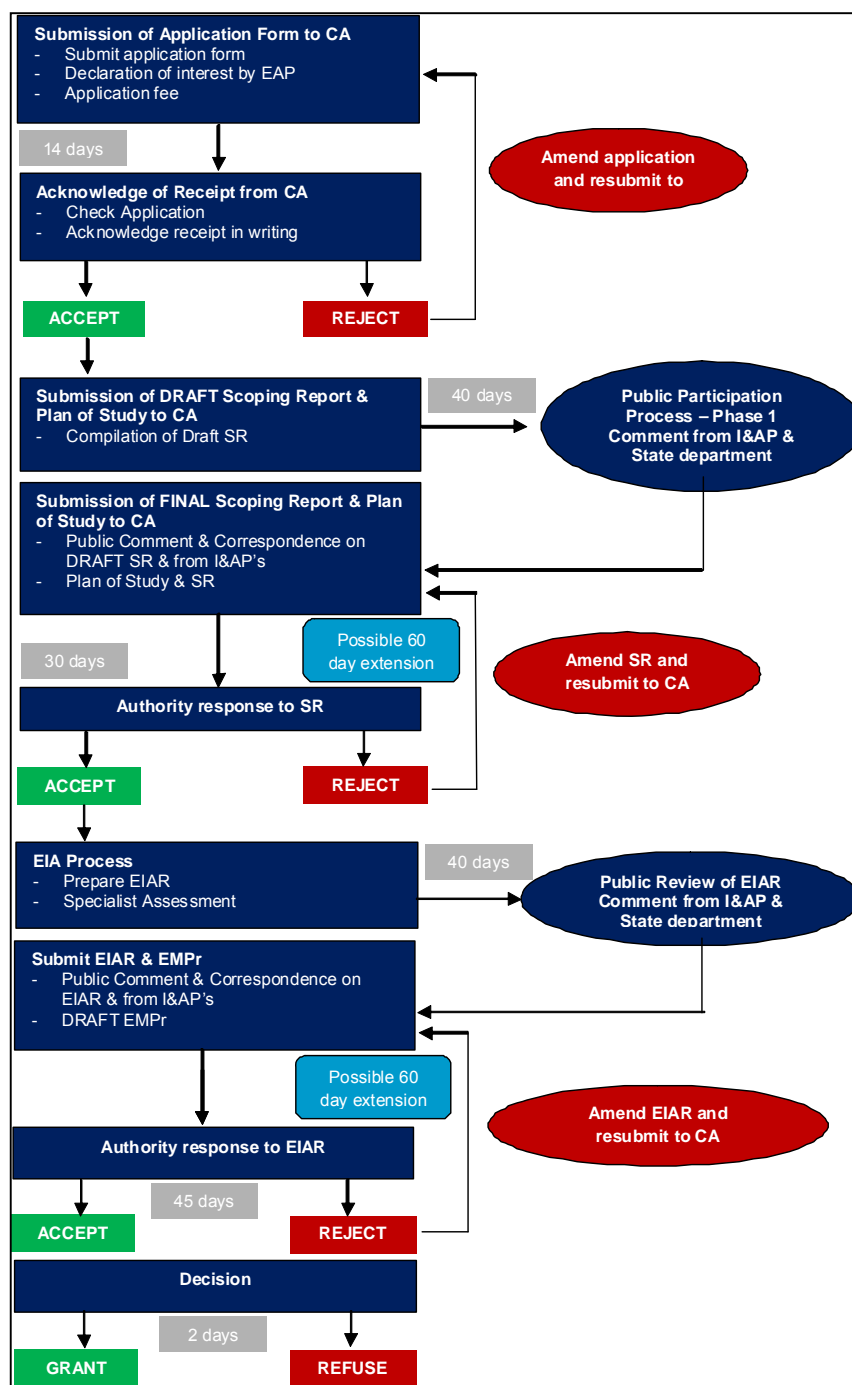 Submission of Application Form to CA
- Submit application form
- Declaration of interest by EAP
- Application fee
14 days
Amend application
and resubmit to
Acknowledge of Receipt from CA
- Check Application
- Acknowledge receipt in writing
ACCEPT
REJECT
Submission of DRAFT Scoping Report &
Plan of Study to CA
- Compilation of Draft SR
40 days
Public Participation
Process – Phase 1
Comment from I&AP &
State department
Submission of FINAL Scoping Report & Plan
of Study to CA
- Public Comment & Correspondence on
DRAFT SR & from I&AP's
- Plan of Study & SR
30 days
Possible 60
day extension
Amend SR and
resubmit to CA
Authority response to SR
ACCEPT
REJECT
EIA Process
- Prepare EIAR
- Specialist Assessment
40 days
Public Review of EIAR
Comment from I&AP &
State department
Submit EIAR & EMPr
- Public Comment & Correspondence on
EIAR & from I&AP's
- DRAFT EMPr
Possible 60
day extension
Amend EIAR and
resubmit to CA
Authority response to EIAR
45 days
ACCEPT
REJECT
Decision
2 days
GRANT
REFUSE